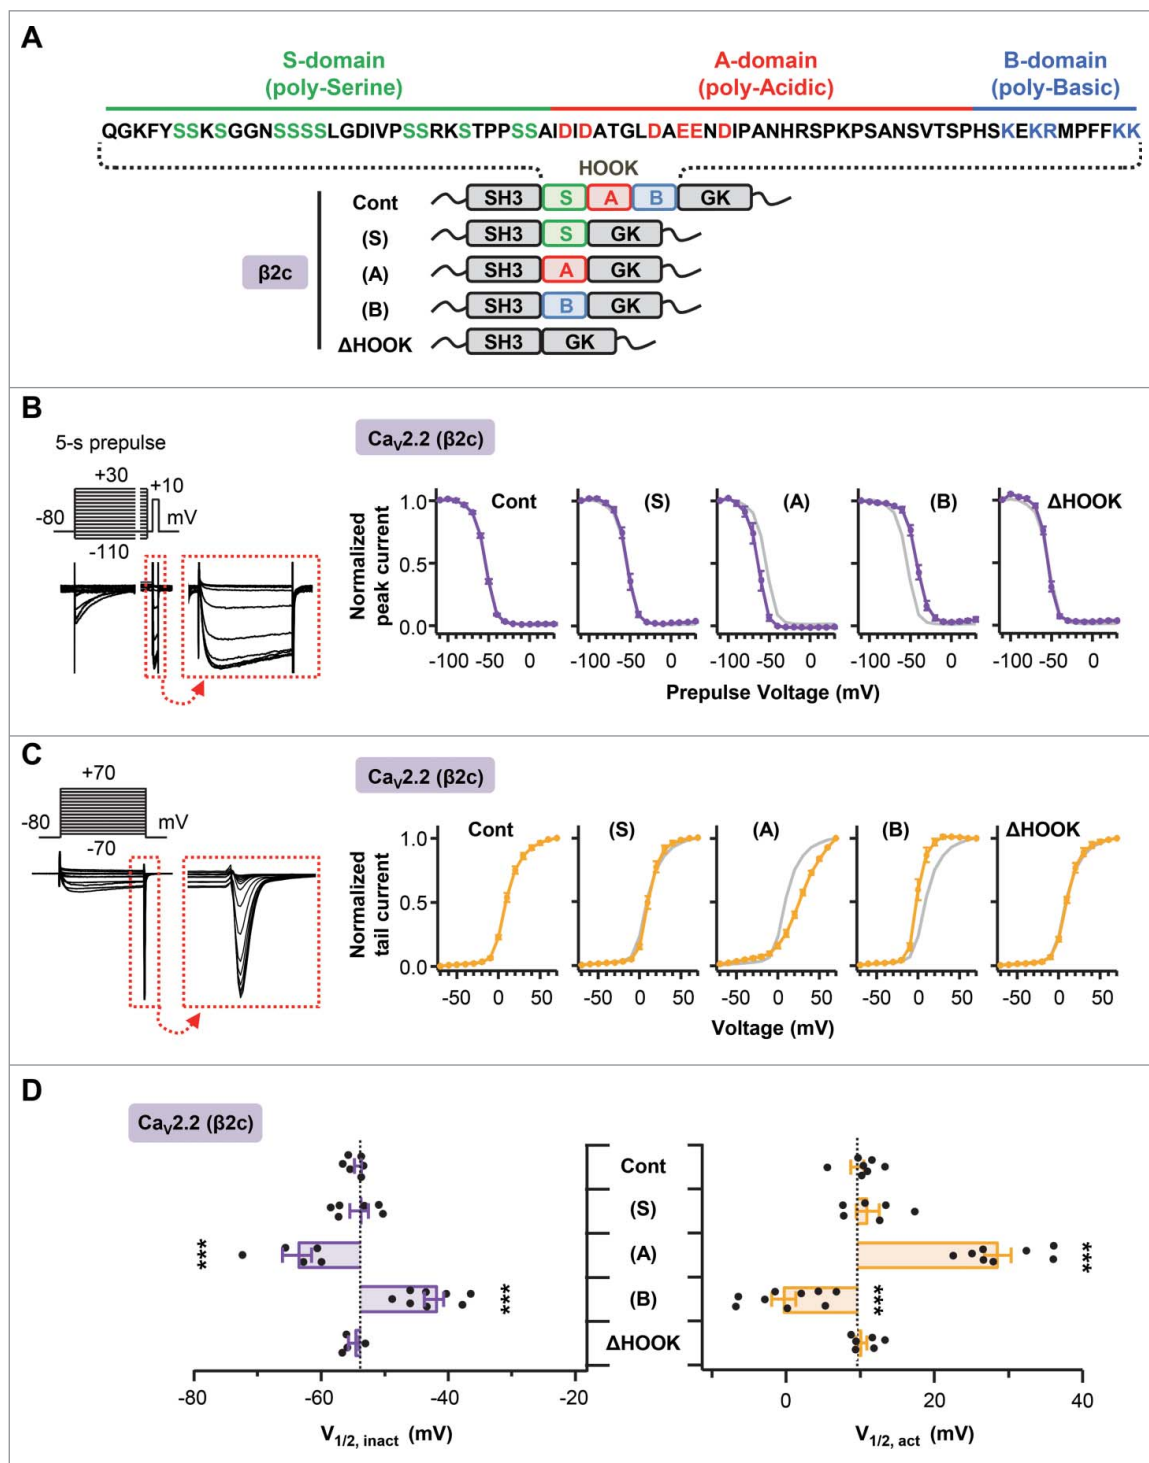 A
S-domain
(poly-Serine)
A-domain
(poly-Acidic)
B-domain
(poly-Basic)
QGKFYSSKSGGNSSSSLGDIVPSSRKSTPPSSAIDIDATGLDAEENDIPANHRSPKPSANSVTSPHSKEKRMPFFKK
HOOK
β2c
Cont SH3 S A B GK
(S) SH3 S GK
(A) SH3 A GK
(B) SH3 B GK
ΔHOOK SH3 GK
B
5-s prepulse
+30 +10
-80 mV
-110
CaV2.2 (β2c)
Normalized
peak current
1.0
0.5
0.0
Cont (S) (A) (B) ΔHOOK
-100 -50 0 -100 -50 0 -100 -50 0 -100 -50 0 -100 -50 0
Prepulse Voltage (mV)
C
+70
-80 mV
-70
CaV2.2 (β2c)
Normalized
tail current
1.0
0.5
0.0
Cont (S) (A) (B) ΔHOOK
-50 0 50 -50 0 50 -50 0 50 -50 0 50 -50 0 50
Voltage (mV)
D
CaV2.2 (β2c)
Cont
(S)
*** (A) ***
(B) *** ***
ΔHOOK
-80 -60 -40 -20
V1/2, inact (mV)
0 20 40
V1/2, act (mV)